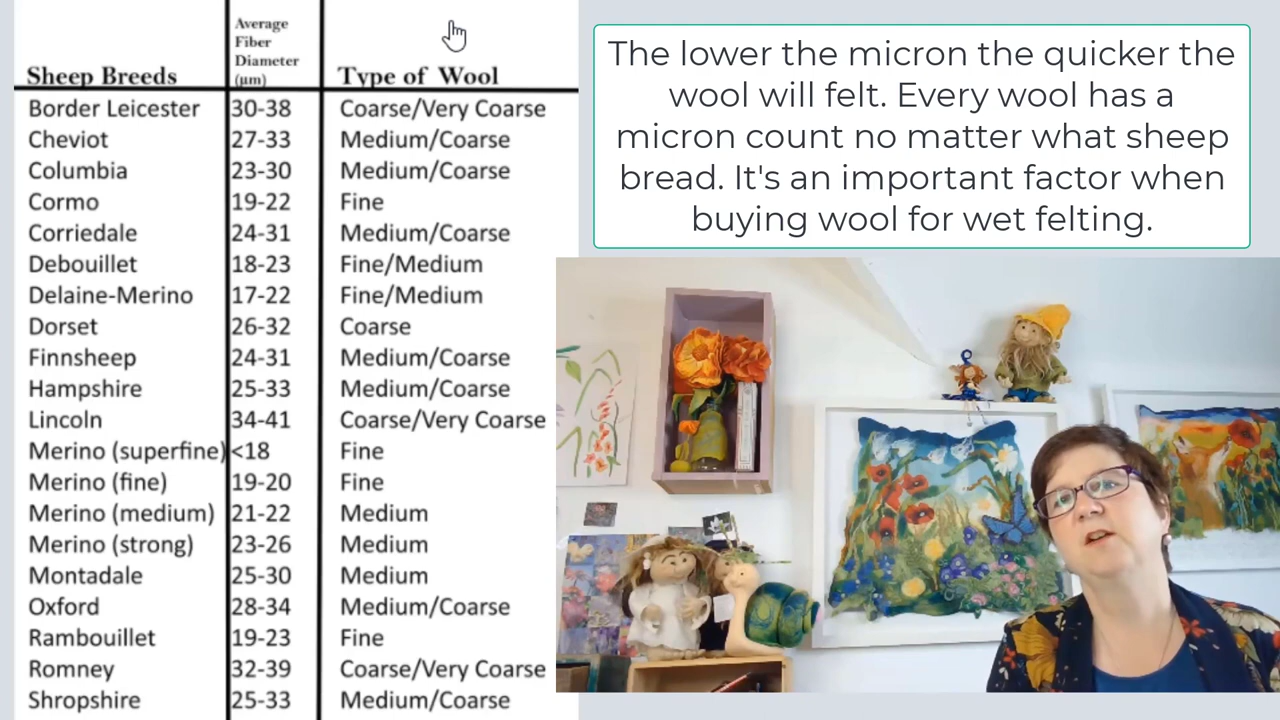 Sheep Breeds Average Fiber Diameter (µm) Type of Wool
Border Leicester 30-38 Coarse/Very Coarse
Cheviot 27-33 Medium/Coarse
Columbia 23-30 Medium/Coarse
Cormo 19-22 Fine
Corriedale 24-31 Medium/Coarse
Debouillet 18-23 Fine/Medium
Delaine-Merino 17-22 Fine/Medium
Dorset 26-32 Coarse
Finnsheep 24-31 Medium/Coarse
Hampshire 25-33 Medium/Coarse
Lincoln 34-41 Coarse/Very Coarse
Merino (superfine) <18 Fine
Merino (fine) 19-20 Fine
Merino (medium) 21-22 Medium
Merino (strong) 23-26 Medium
Montadale 25-30 Medium
Oxford 28-34 Medium/Coarse
Rambouillet 19-23 Fine
Romney 32-39 Coarse/Very Coarse
Shropshire 25-33 Medium/Coarse
The lower the micron the quicker the
wool will felt. Every wool has a
micron count no matter what sheep
bread. It's an important factor when
buying wool for wet felting.